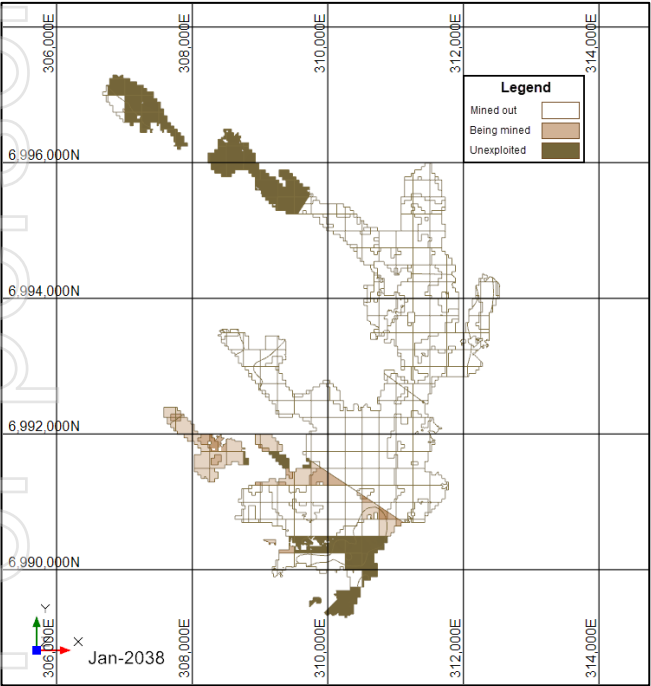 306,000E
308,000E
310,000E
312,000E
314,000E
Legend
Mined out
Being mined
Unexploited
6,996,000N
6,994,000N
6,992,000N
6,990,000N
Y
X
Jan-2038
306,000E
308,000E
310,000E
312,000E
314,000E